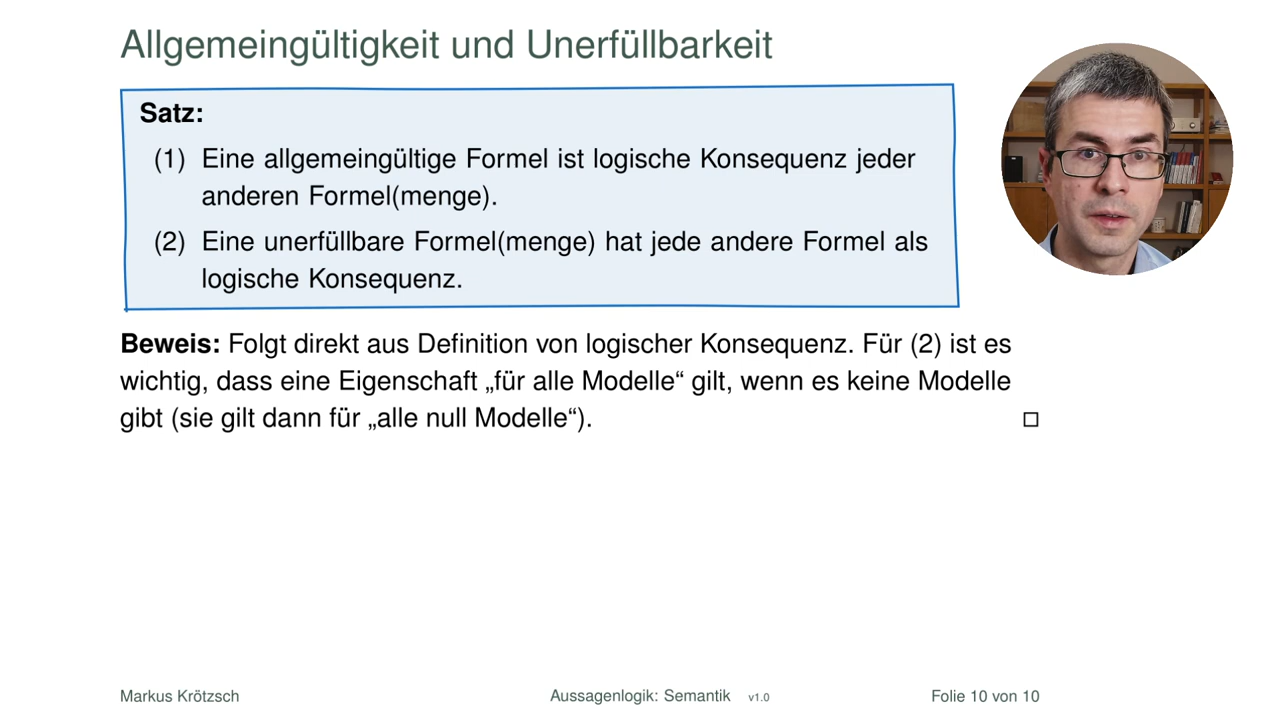 Allgemeingültigkeit und Unerfüllbarkeit
Satz:
(1) Eine allgemeingültige Formel ist logische Konsequenz jeder
anderen Formel(menge).
(2) Eine unerfüllbare Formel(menge) hat jede andere Formel als
logische Konsequenz.
Beweis: Folgt direkt aus Definition von logischer Konsequenz. Für (2) ist es
wichtig, dass eine Eigenschaft „für alle Modelle“ gilt, wenn es keine Modelle
gibt (sie gilt dann für „alle null Modelle“). □
Markus Krötzsch Aussagenlogik: Semantik v1.0 Folie 10 von 10